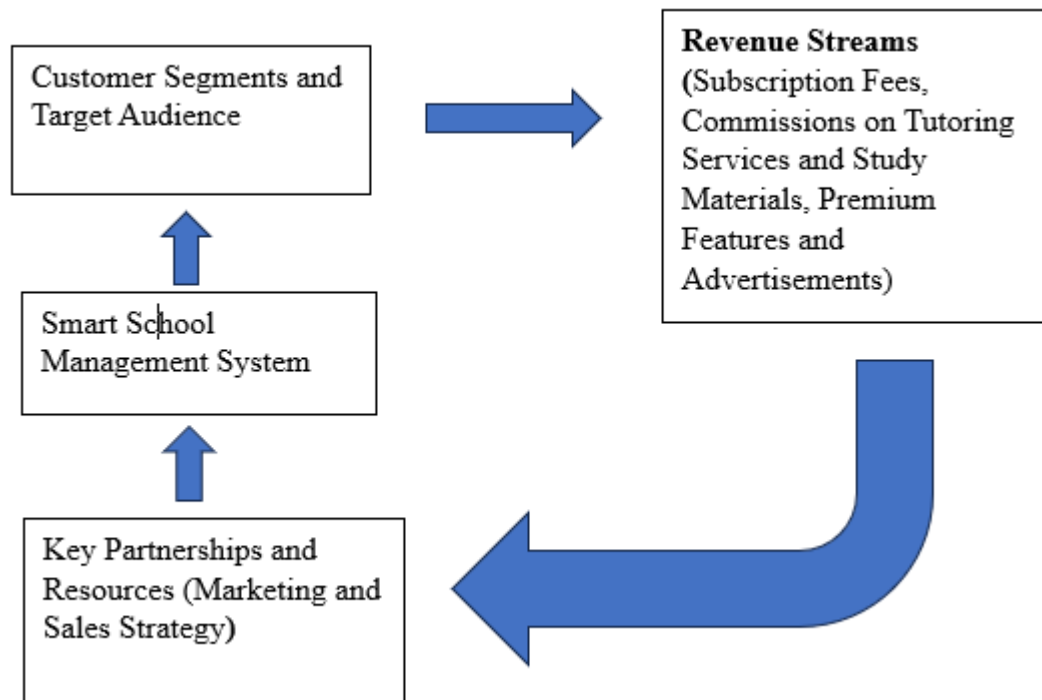 Customer Segments and
Target Audience
Revenue Streams
(Subscription Fees,
Commissions on Tutoring
Services and Study
Materials, Premium
Features and
Advertisements)
Smart School
Management System
Key Partnerships and
Resources (Marketing and
Sales Strategy)